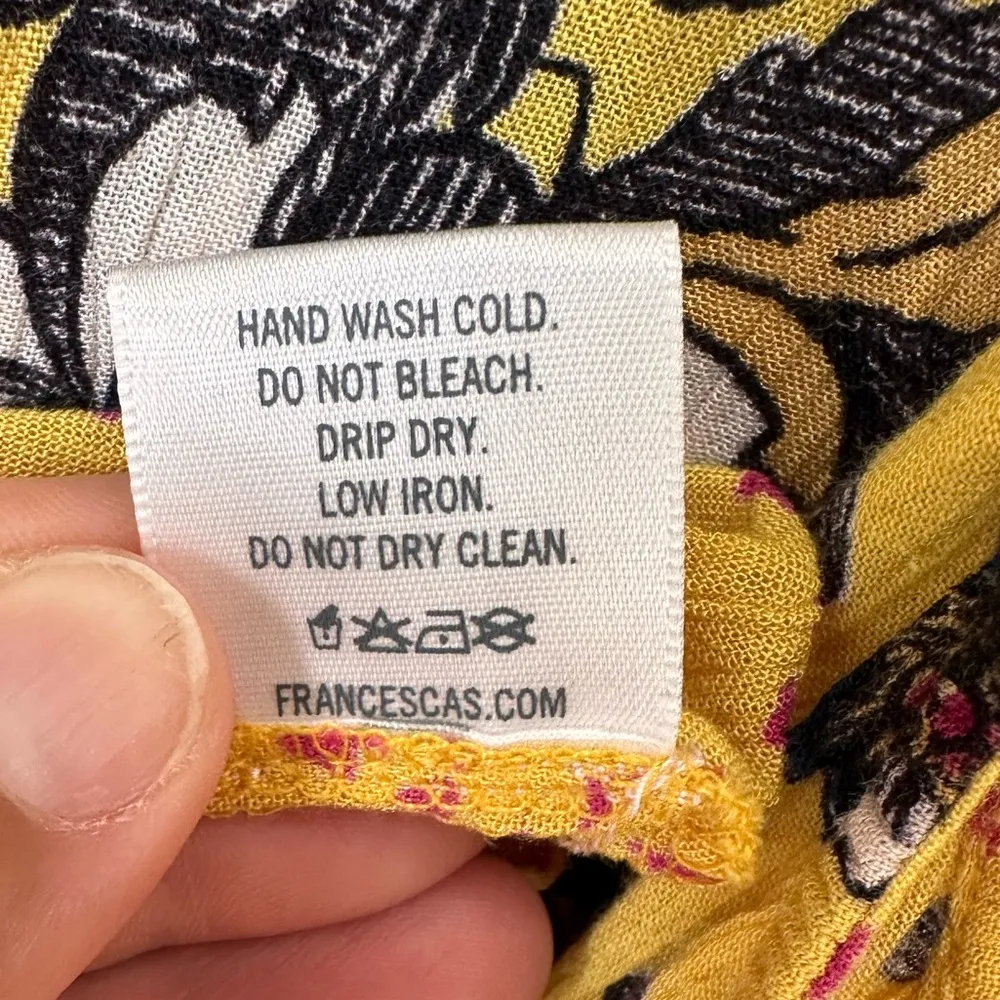 HAND WASH COLD.
DO NOT BLEACH.
DRIP DRY.
LOW IRON.
DO NOT DRY CLEAN.
FRANCESCAS.COM